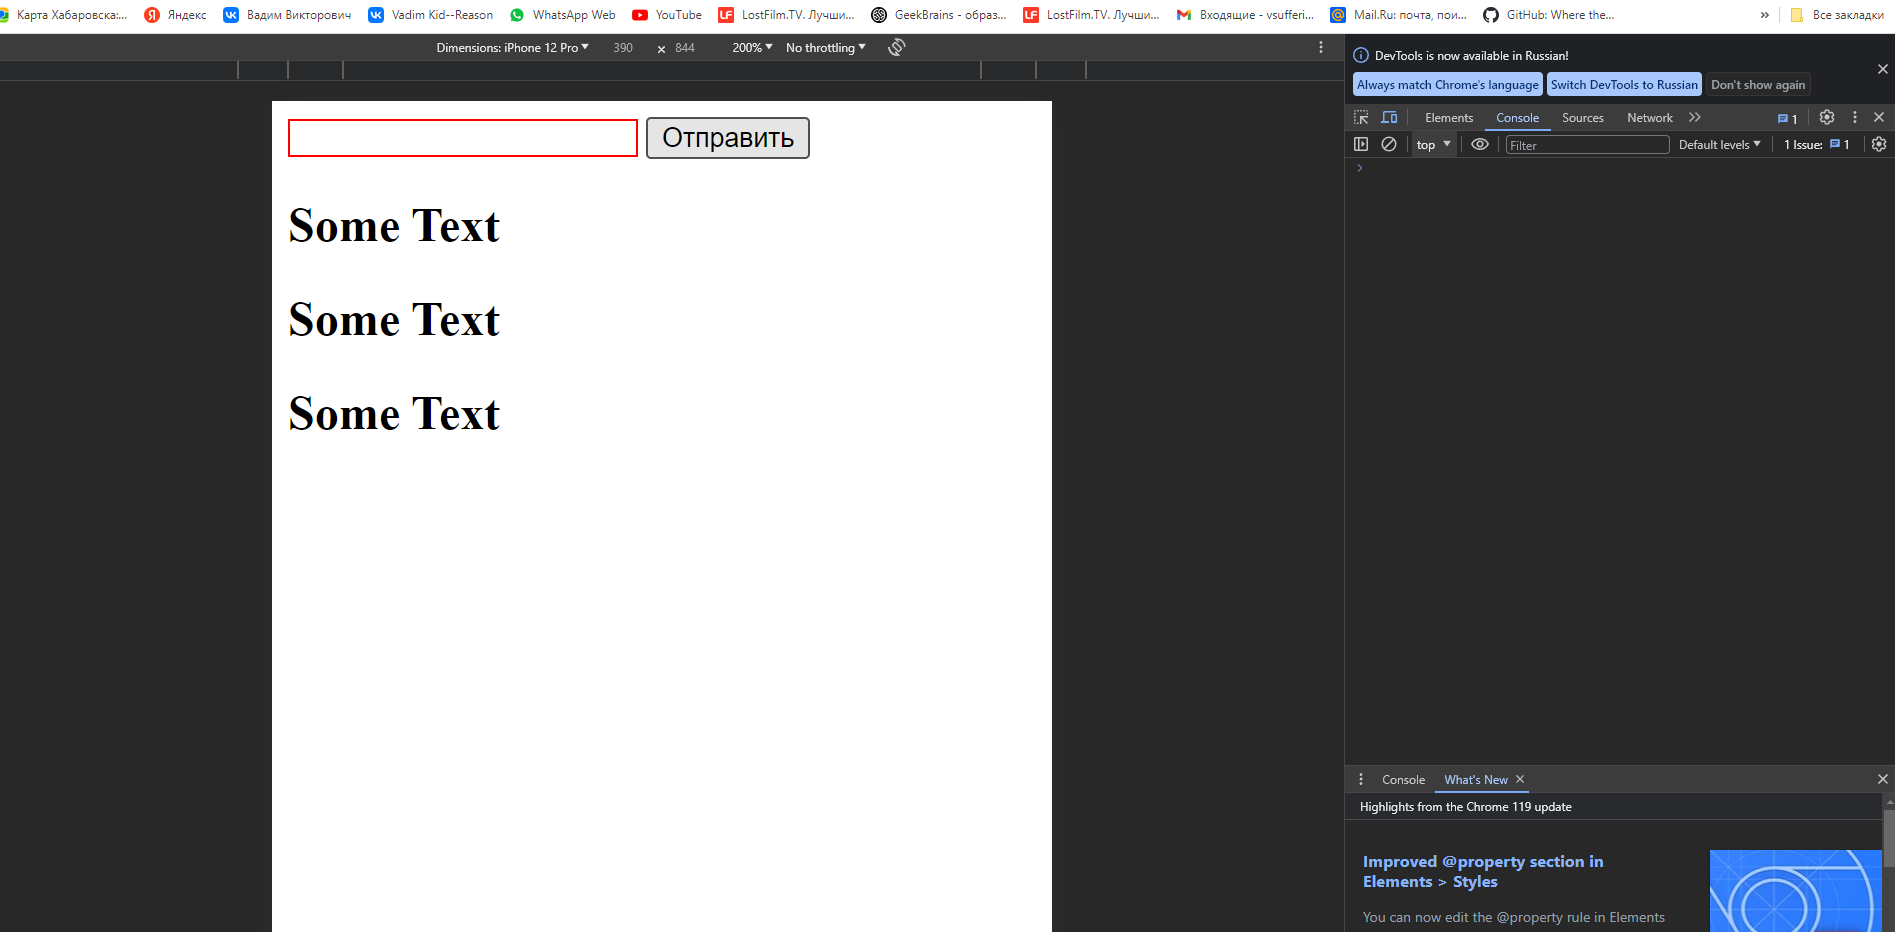 Карта Хабаровска:... Яндекс Вадим Викторович Vadim Kid--Reason WhatsApp Web YouTube LostFilm.TV. Лучши... GeekBrains - образ... LostFilm.TV. Лучши... Входящие - vsufferi... Mail.Ru: почта, пои... GitHub: Where the... » Все закладки
Dimensions: iPhone 12 Pro 390 × 844 200% No throttling
DevTools is now available in Russian!
Always match Chrome's language Switch DevTools to Russian Don't show again
Elements Console Sources Network 1
top Filter Default levels 1 Issue: 1
Отправить
Some Text
Some Text
Some Text
Console What's New
Highlights from the Chrome 119 update
Improved @property section in
Elements > Styles
You can now edit the @property rule in Elements